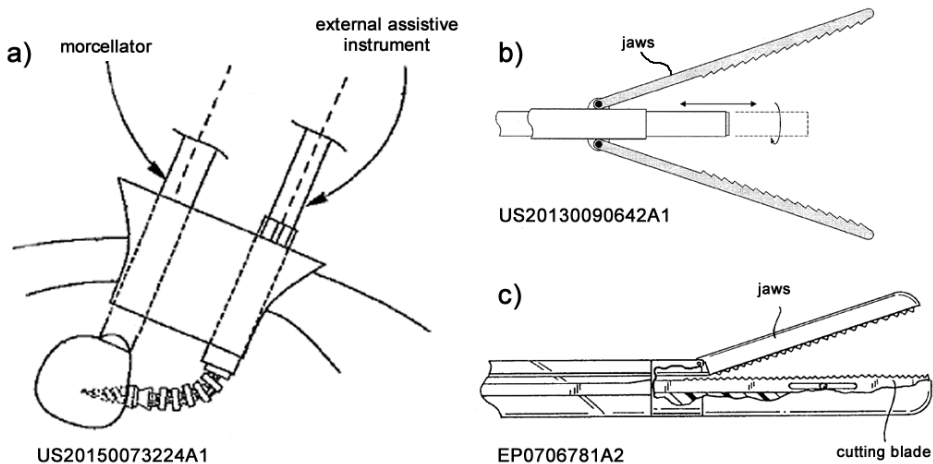 a)
morcellator
external assistive
instrument
US20150073224A1
b)
jaws
US20130090642A1
c)
jaws
cutting blade
EP0706781A2